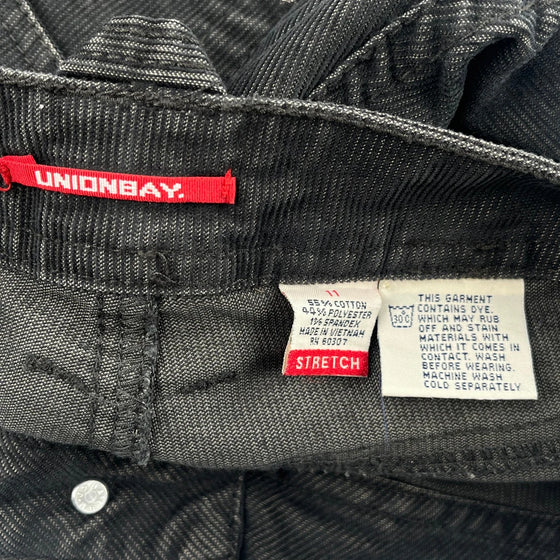 UNIONBAY.
11
55% COTTON
44% POLYESTER
1% SPANDEX
MADE IN VIETNAM
RN 60307
STRETCH
30C
THIS GARMENT
CONTAINS DYE.
WHICH MAY RUB
OFF AND STAIN
MATERIALS WITH
WHICH IT COMES IN
CONTACT. WASH
BEFORE WEARING.
MACHINE WASH
COLD SEPARATELY